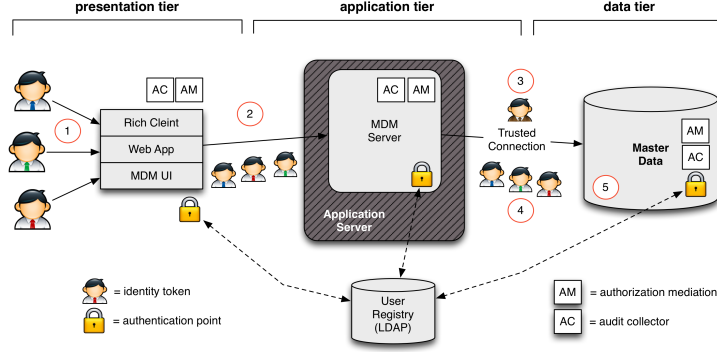 presentation tier
application tier
data tier
1
AC
AM
Rich Cleint
Web App
MDM UI
2
AC
AM
MDM
Server
Application
Server
3
Trusted
Connection
4
Master
Data
AM
AC
5
User
Registry
(LDAP)
= identity token
= authentication point
AM
= authorization mediation
AC
= audit collector